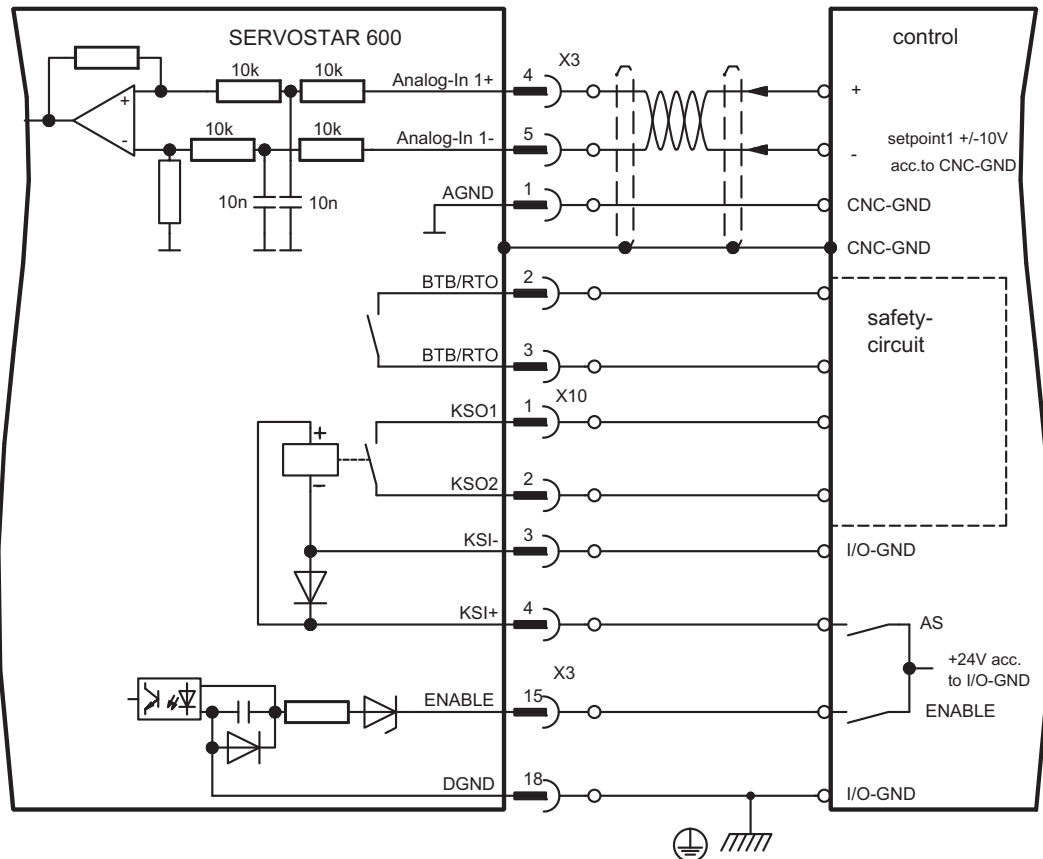 SERVOSTAR 600
control
X3
10k
10k
Analog-In 1+
4
+
+
10k
10k
Analog-In 1-
5
-
-
setpoint1 +/-10V
acc.to CNC-GND
10n
10n
AGND
1
CNC-GND
CNC-GND
BTB/RTO
2
safety-
circuit
BTB/RTO
3
X10
KSO1
1
+
-
KSO2
2
KSI-
3
I/O-GND
KSI+
4
AS
+24V acc.
to I/O-GND
X3
ENABLE
15
ENABLE
DGND
18
I/O-GND